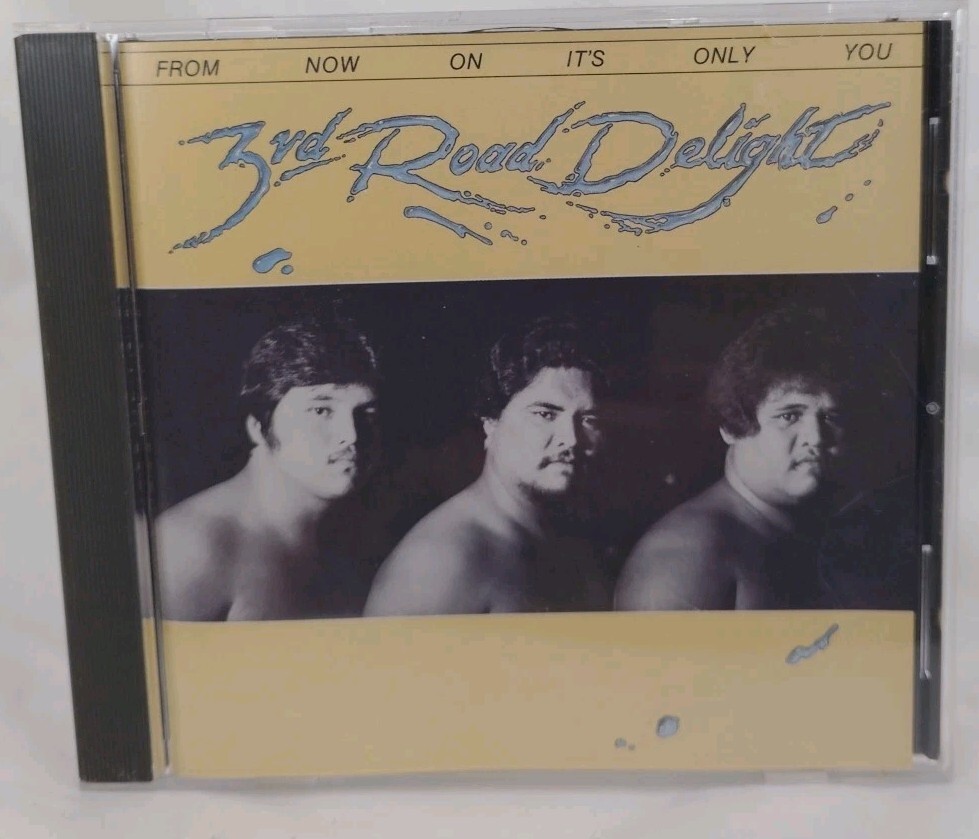 FROM NOW ON IT'S ONLY YOU
3rd Road Delight